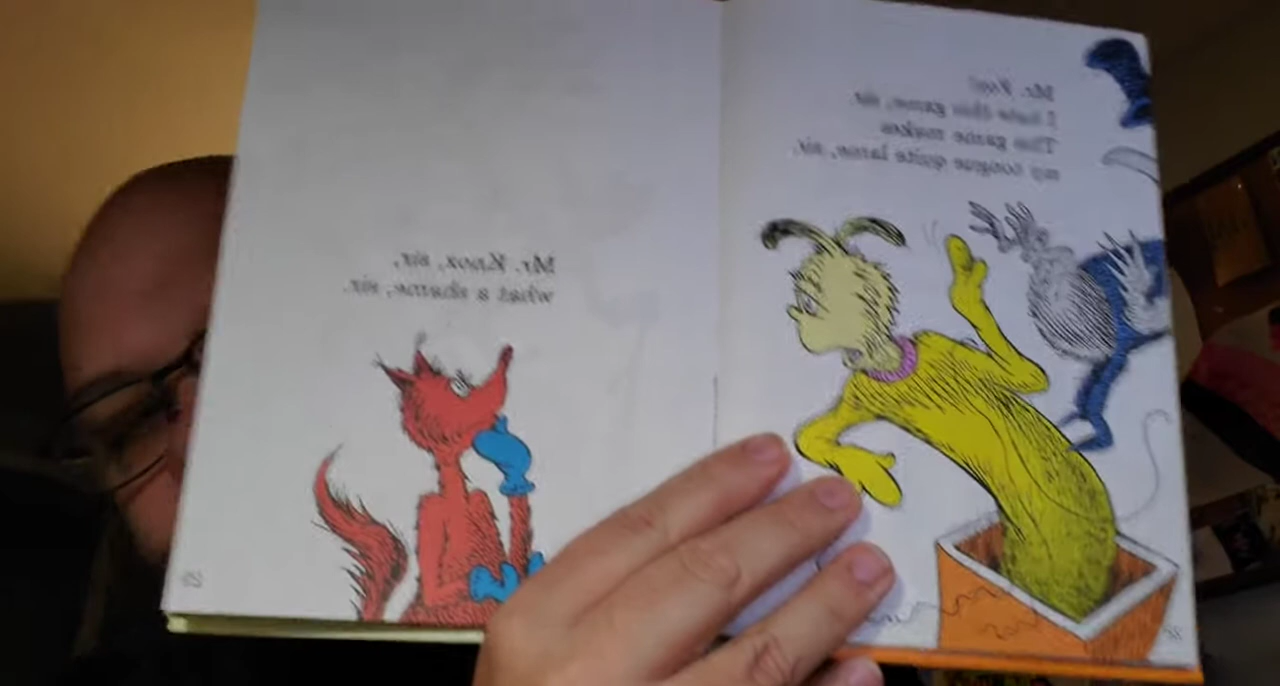 Mr. Fox!
I hate this game, sir.
This game makes
my tongue quite lame, sir.
Mr. Knox, sir,
what a shame, sir.